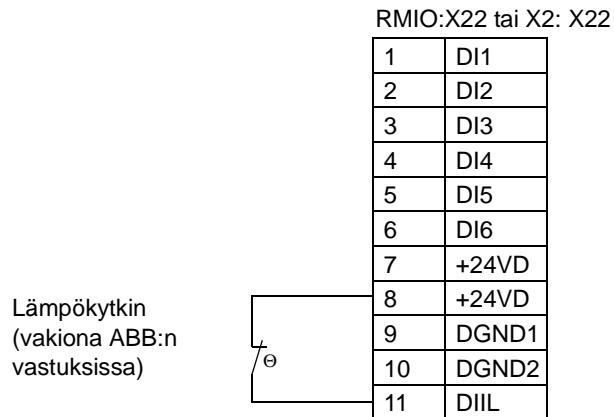 RMIO:X22 tai X2: X22
1 DI1
2 DI2
3 DI3
4 DI4
5 DI5
6 DI6
7 +24VD
8 +24VD
9 DGND1
10 DGND2
11 DIIL
Lämpökytkin
(vakiona ABB:n
vastuksissa)
Θ